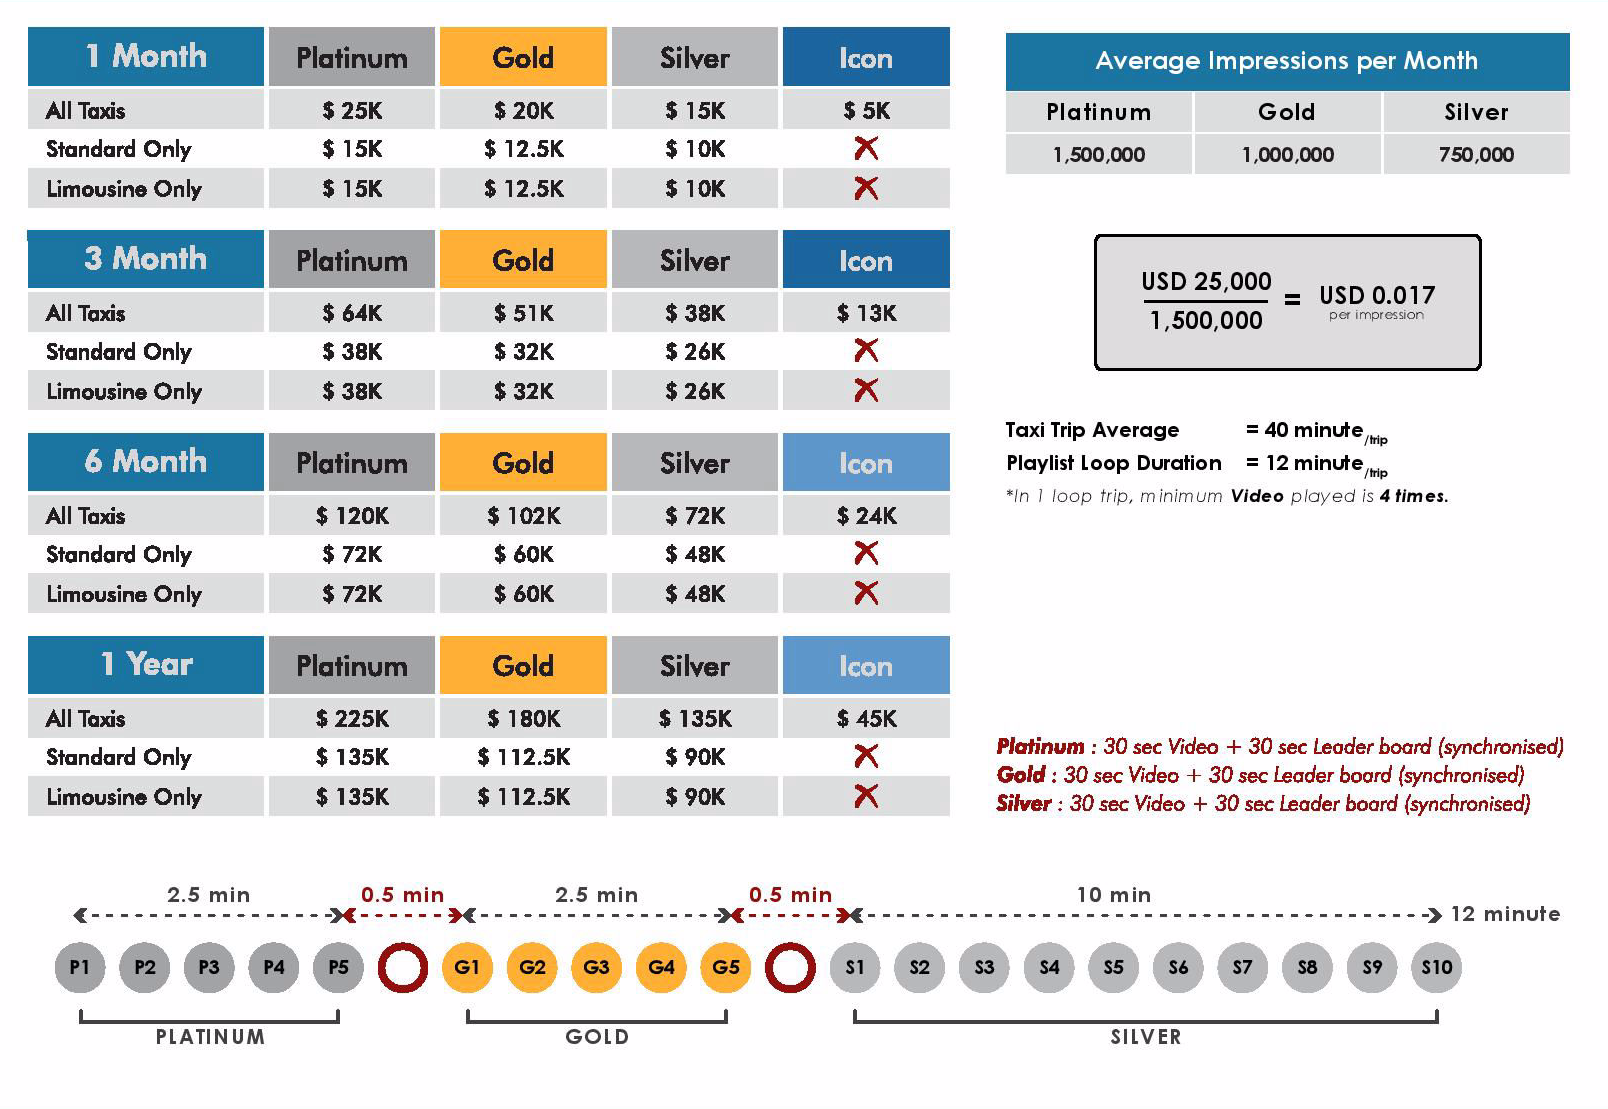 1 Month Platinum Gold Silver Icon
All Taxis $ 25K $ 20K $ 15K $ 5K
Standard Only $ 15K $ 12.5K $ 10K
Limousine Only $ 15K $ 12.5K $ 10K
3 Month Platinum Gold Silver Icon
All Taxis $ 64K $ 51K $ 38K $ 13K
Standard Only $ 38K $ 32K $ 26K
Limousine Only $ 38K $ 32K $ 26K
6 Month Platinum Gold Silver Icon
All Taxis $ 120K $ 102K $ 72K $ 24K
Standard Only $ 72K $ 60K $ 48K
Limousine Only $ 72K $ 60K $ 48K
1 Year Platinum Gold Silver Icon
All Taxis $ 225K $ 180K $ 135K $ 45K
Standard Only $ 135K $ 112.5K $ 90K
Limousine Only $ 135K $ 112.5K $ 90K
Average Impressions per Month
Platinum Gold Silver
1,500,000 1,000,000 750,000
USD 25,000
1,500,000
= USD 0.017
per impression
Taxi Trip Average = 40 minute/trip
Playlist Loop Duration = 12 minute/trip
*In 1 loop trip, minimum Video played is 4 times.
Platinum : 30 sec Video + 30 sec Leader board (synchronised)
Gold : 30 sec Video + 30 sec Leader board (synchronised)
Silver : 30 sec Video + 30 sec Leader board (synchronised)
2.5 min 0.5 min 2.5 min 0.5 min 10 min
12 minute
P1 P2 P3 P4 P5 G1 G2 G3 G4 G5 S1 S2 S3 S4 S5 S6 S7 S8 S9 S10
PLATINUM GOLD SILVER